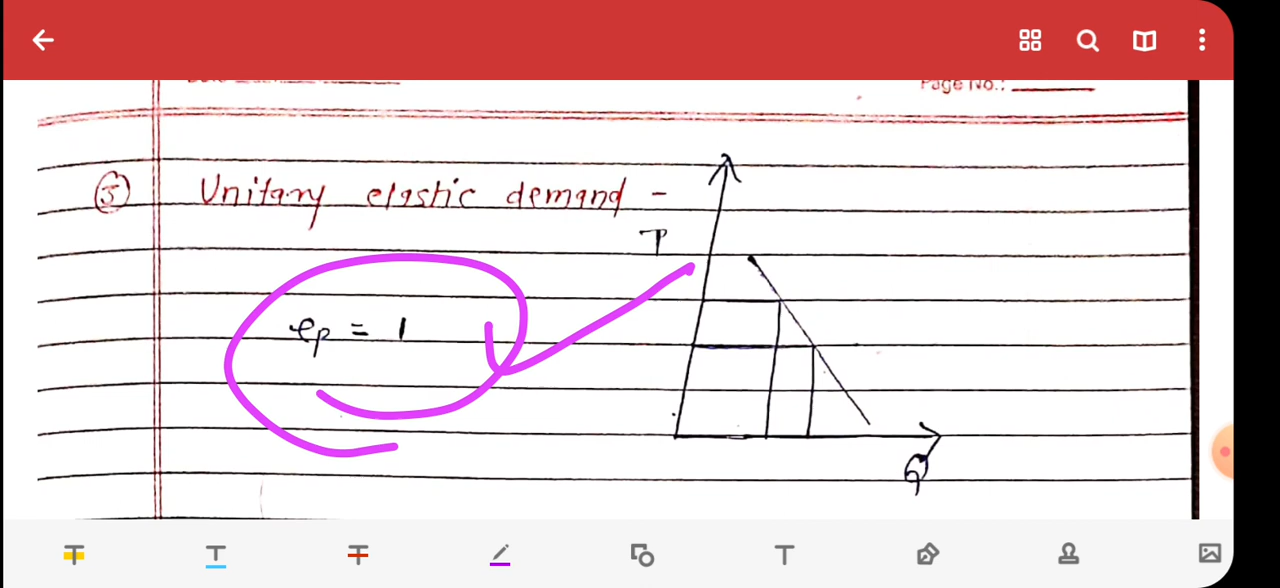 Page No.:
⑤ Unitary elastic demand -
P
ep = 1
Q